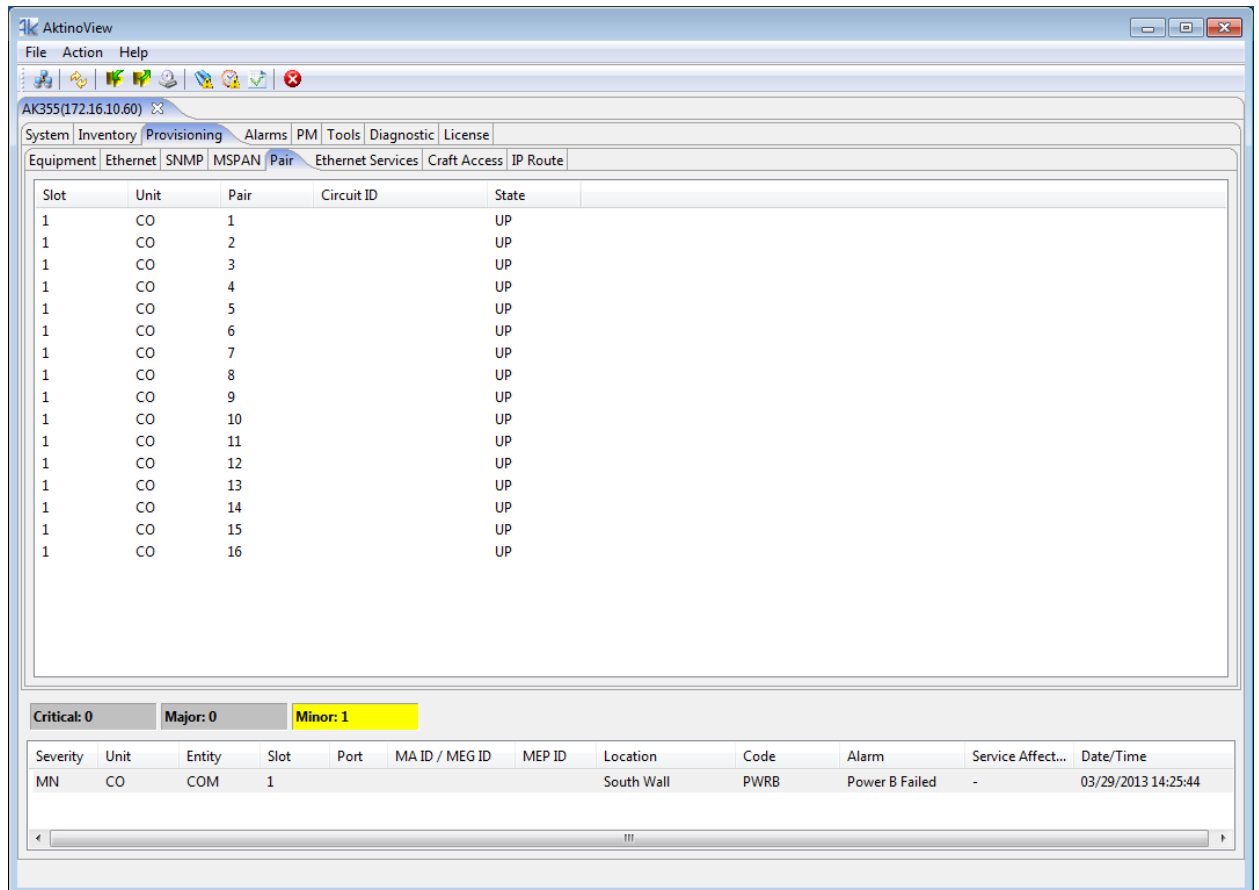 AktinoView
File Action Help
AK355(172.16.10.60)
System Inventory Provisioning Alarms PM Tools Diagnostic License
Equipment Ethernet SNMP MSPAN Pair Ethernet Services Craft Access IP Route
Slot Unit Pair Circuit ID State
1 CO 1 UP
1 CO 2 UP
1 CO 3 UP
1 CO 4 UP
1 CO 5 UP
1 CO 6 UP
1 CO 7 UP
1 CO 8 UP
1 CO 9 UP
1 CO 10 UP
1 CO 11 UP
1 CO 12 UP
1 CO 13 UP
1 CO 14 UP
1 CO 15 UP
1 CO 16 UP
Critical: 0 Major: 0 Minor: 1
Severity Unit Entity Slot Port MA ID / MEG ID MEP ID Location Code Alarm Service Affect... Date/Time
MN CO COM 1 South Wall PWRB Power B Failed - 03/29/2013 14:25:44